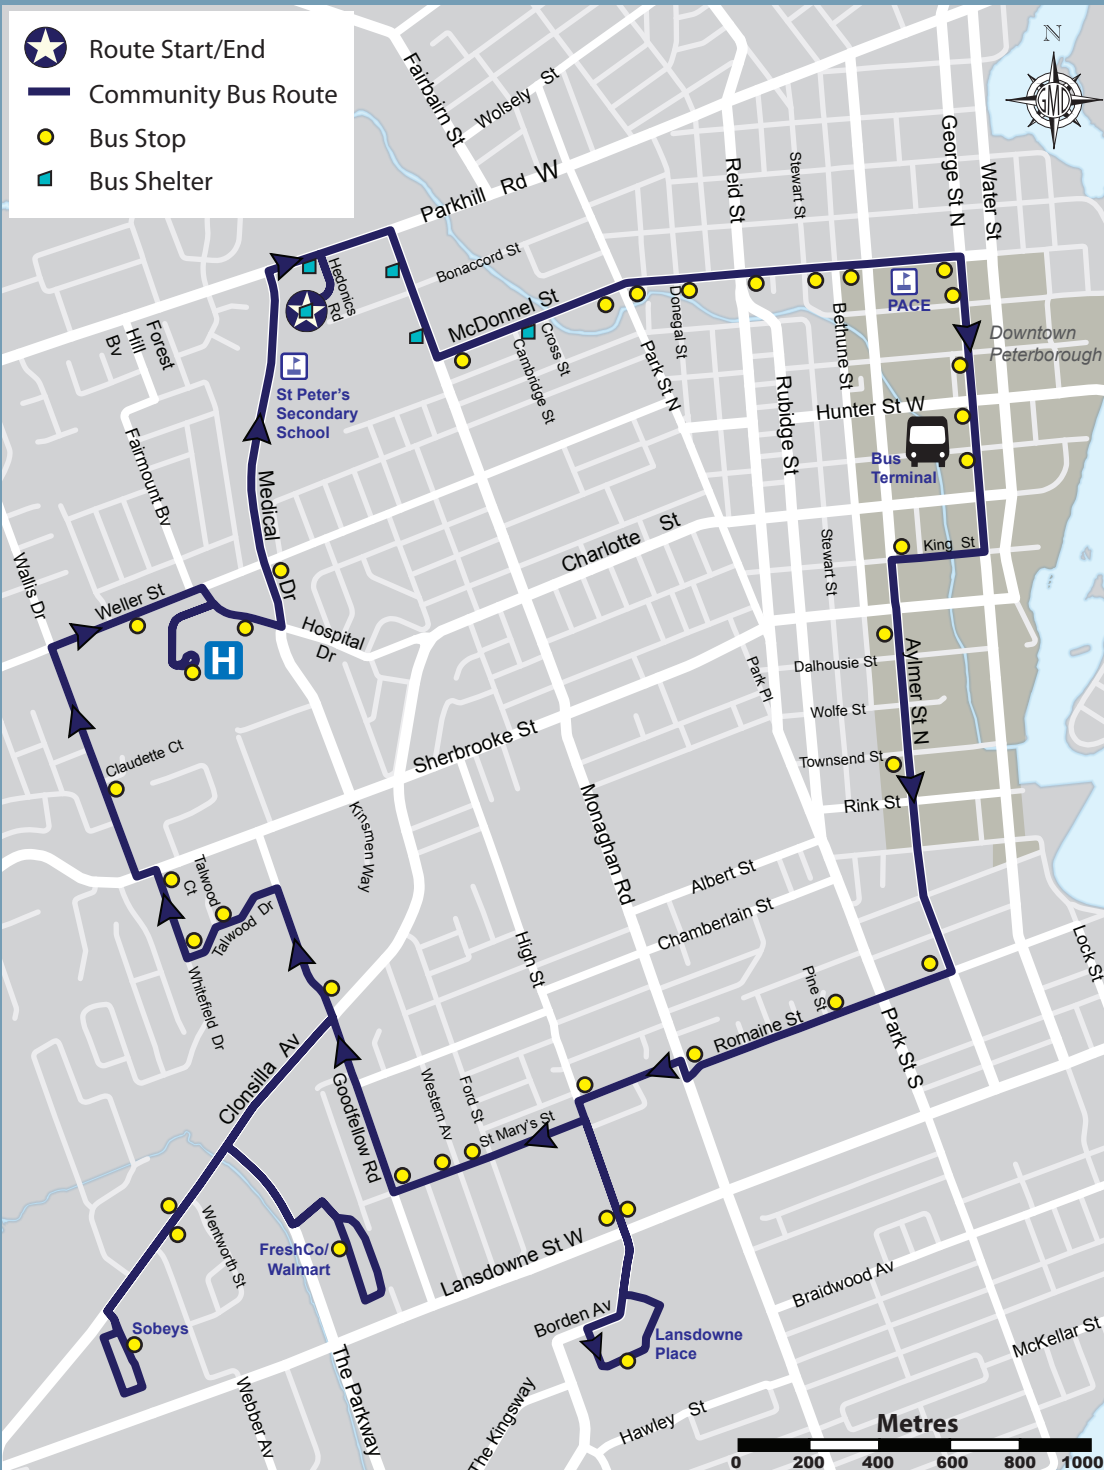 Route Start/End
Community Bus Route
Bus Stop
Bus Shelter
N
GMD
Fairbairn St
Wolsely St
Parkhill Rd W
Reid St
Stewart St
George St N
Water St
Bonaccord St
Hedonics Rd
McDonnel St
Cross St
Cambridge St
Donegal St
Park St N
Bethune St
PACE
Downtown
Peterborough
Forest
Hill
Bv
St Peter's
Secondary
School
Fairmount Bv
Rubidge St
Hunter St W
Bus
Terminal
Medical Dr
Charlotte St
Stewart St
King St
Wallis Dr
Weller St
Hospital
Dr
H
Park Pl
Dalhousie St
Wolfe St
Aylmer St N
Claudette Ct
Sherbrooke St
Townsend St
Rink St
Kinsmen Way
Monaghan Rd
Talwood
Ct
Talwood Dr
Albert St
Chamberlain St
High St
Whitefield Dr
Lock St
Pine St
Romaine St
Park St S
Clonsilla Av
Goodfellow Rd
Western Av
Ford St
St Mary's St
Wentworth St
FreshCo/
Walmart
Lansdowne St W
Braidwood Av
Borden Av
Lansdowne
Place
McKellar St
Sobeys
Webber Av
The Parkway
The Kingsway
Hawley St
Metres
0 200 400 600 800 1000